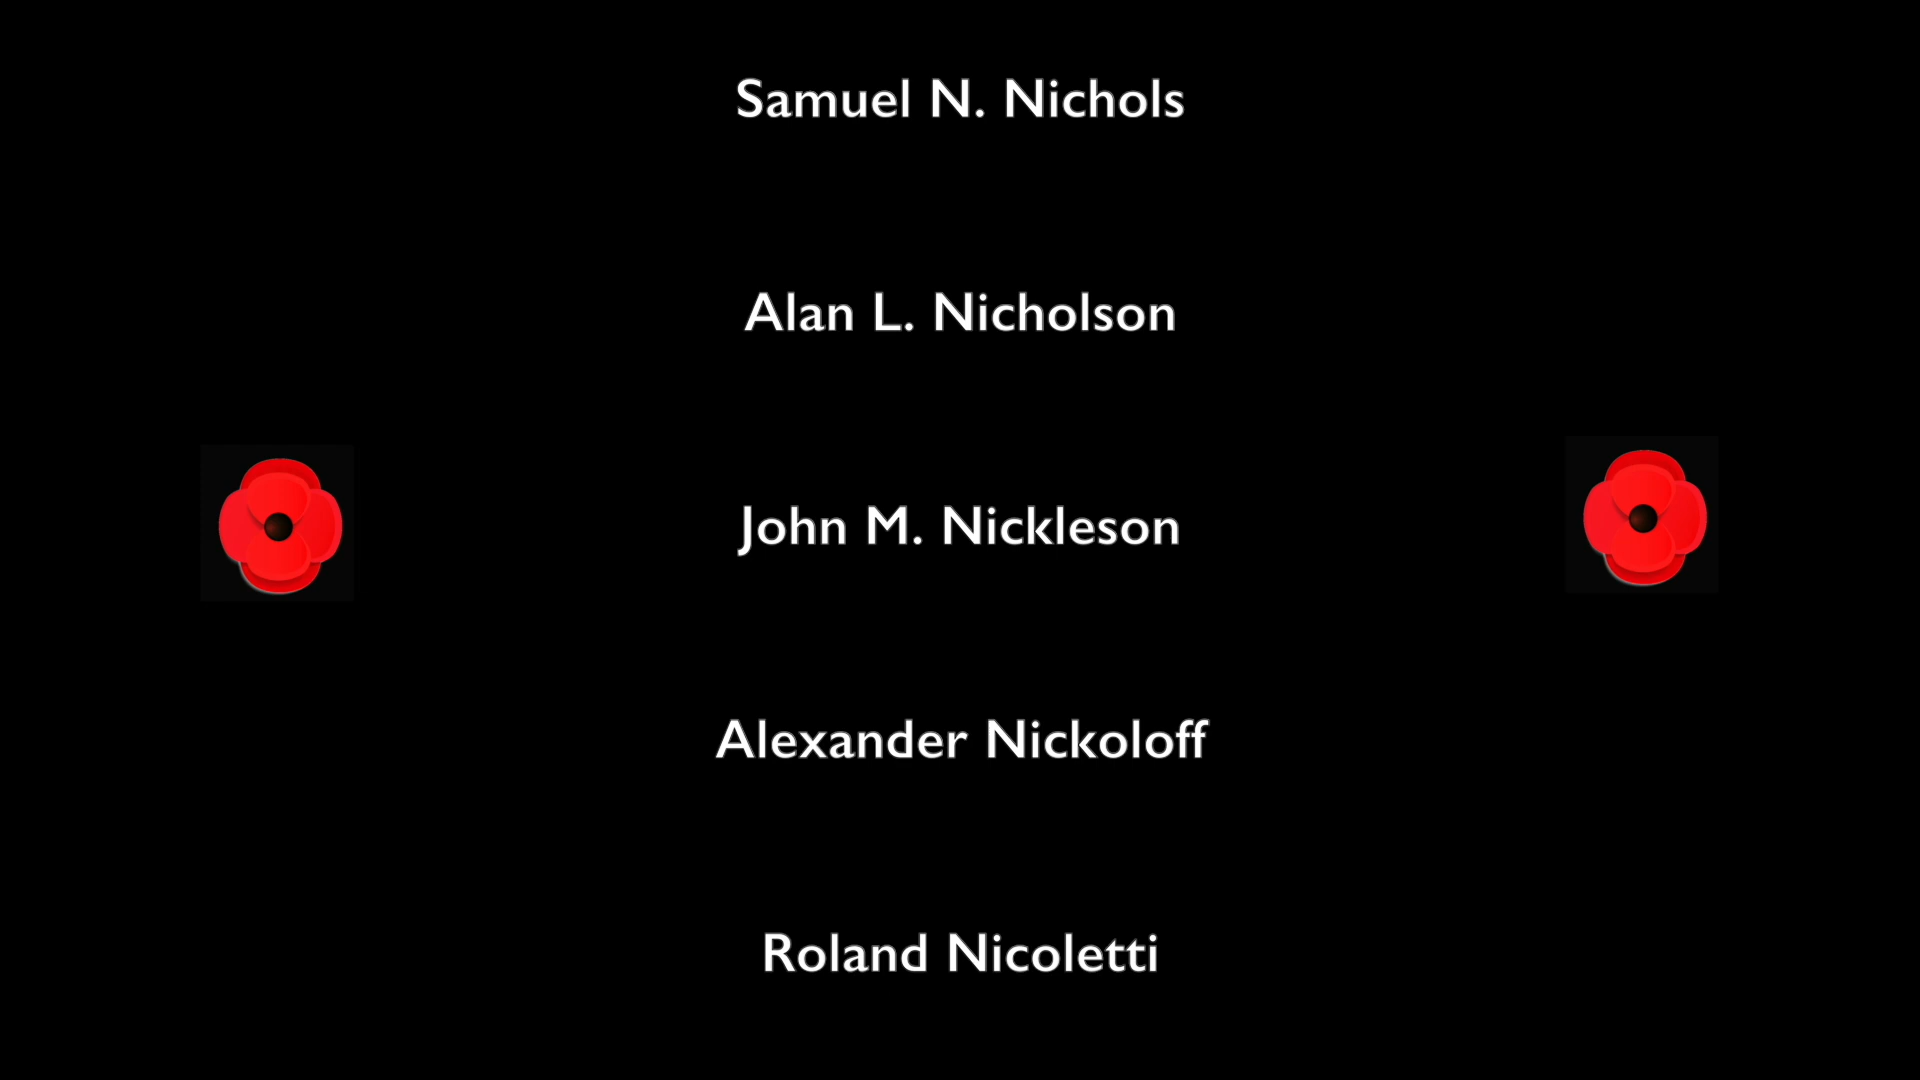 Samuel N. Nichols
Alan L. Nicholson
John M. Nickleson
Alexander Nickoloff
Roland Nicoletti